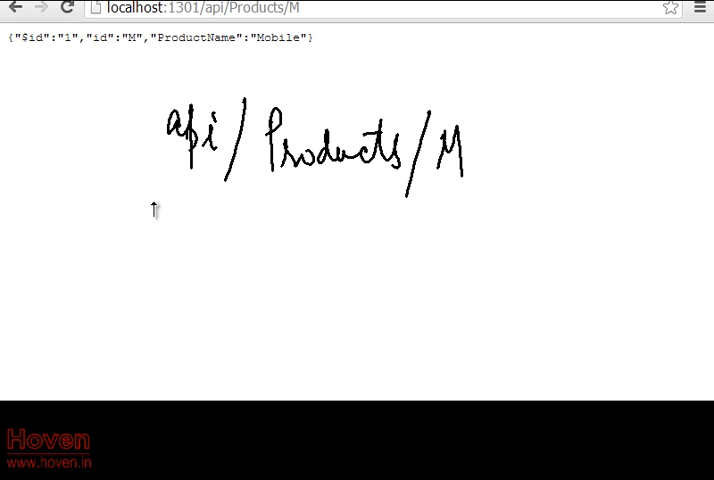 localhost:1301/api/Products/M
{"$id":"1","id":"M","ProductName":"Mobile"}
api/Products/M
Hoven
www.hoven.in